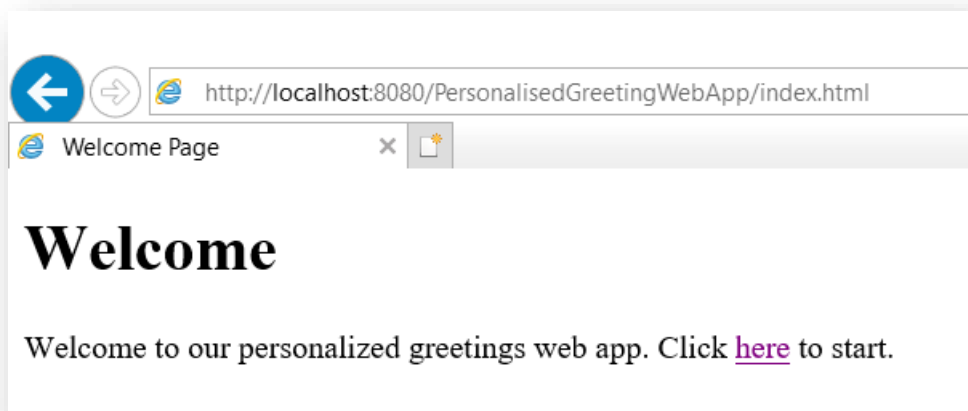 http://localhost:8080/PersonalisedGreetingWebApp/index.html
Welcome Page
Welcome
Welcome to our personalized greetings web app. Click here to start.